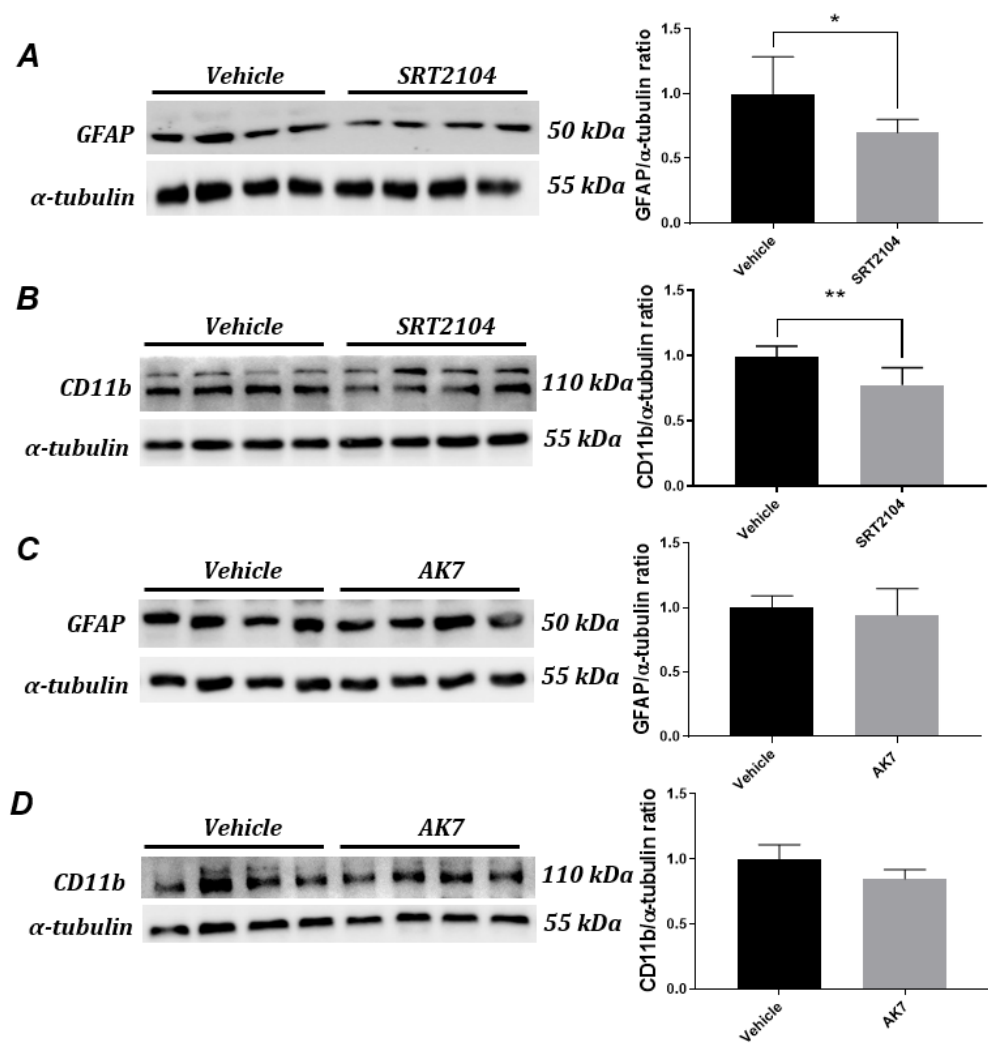 A
Vehicle SRT2104
GFAP 50 kDa
α-tubulin 55 kDa
GFAP/α-tubulin ratio
1.5
1.0
0.5
0.0
*
Vehicle
SRT2104
B
Vehicle SRT2104
CD11b 110 kDa
α-tubulin 55 kDa
CD11b/α-tubulin ratio
1.5
1.0
0.5
0.0
**
Vehicle
SRT2104
C
Vehicle AK7
GFAP 50 kDa
α-tubulin 55 kDa
GFAP/α-tubulin ratio
1.5
1.0
0.5
0.0
Vehicle
AK7
D
Vehicle AK7
CD11b 110 kDa
α-tubulin 55 kDa
CD11b/α-tubulin ratio
1.5
1.0
0.5
0.0
Vehicle
AK7